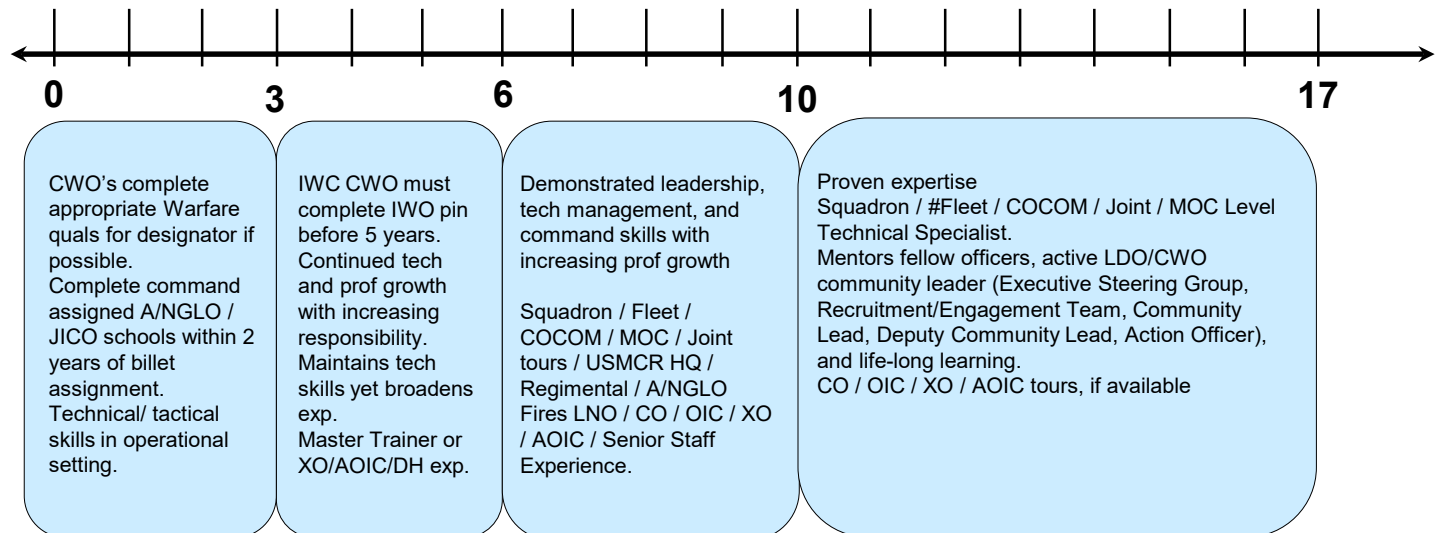 0
3
6
10
17
CWO's complete
appropriate Warfare
quals for designator if
possible.
Complete command
assigned A/NGLO /
JICO schools within 2
years of billet
assignment.
Technical/ tactical
skills in operational
setting.
IWC CWO must
complete IWO pin
before 5 years.
Continued tech
and prof growth
with increasing
responsibility.
Maintains tech
skills yet broadens
exp.
Master Trainer or
XO/AOIC/DH exp.
Demonstrated leadership,
tech management, and
command skills with
increasing prof growth
Squadron / Fleet /
COCOM / MOC / Joint
tours / USMCR HQ /
Regimental / A/NGLO
Fires LNO / CO / OIC / XO
/ AOIC / Senior Staff
Experience.
Proven expertise
Squadron / #Fleet / COCOM / Joint / MOC Level
Technical Specialist.
Mentors fellow officers, active LDO/CWO
community leader (Executive Steering Group,
Recruitment/Engagement Team, Community
Lead, Deputy Community Lead, Action Officer),
and life-long learning.
CO / OIC / XO / AOIC tours, if available